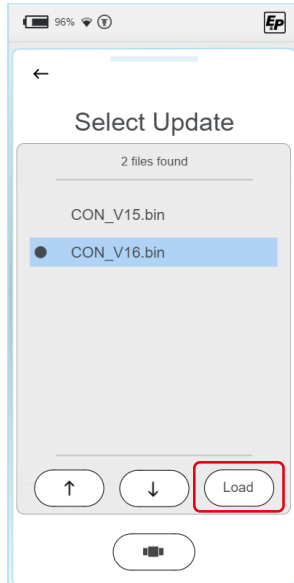 96%
EP
Select Update
2 files found
CON_V15.bin
CON_V16.bin
Load